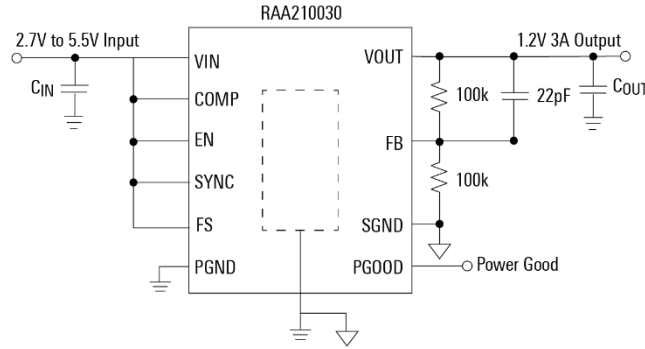 RAA210030
2.7V to 5.5V Input
1.2V 3A Output
VIN
VOUT
CIN
COMP
100k
22pF
COUT
EN
FB
SYNC
100k
FS
SGND
PGND
PGOOD
Power Good